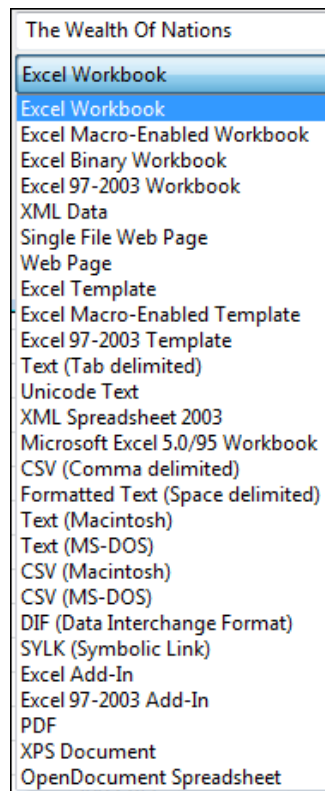 The Wealth Of Nations
Excel Workbook
Excel Workbook
Excel Macro-Enabled Workbook
Excel Binary Workbook
Excel 97-2003 Workbook
XML Data
Single File Web Page
Web Page
Excel Template
Excel Macro-Enabled Template
Excel 97-2003 Template
Text (Tab delimited)
Unicode Text
XML Spreadsheet 2003
Microsoft Excel 5.0/95 Workbook
CSV (Comma delimited)
Formatted Text (Space delimited)
Text (Macintosh)
Text (MS-DOS)
CSV (Macintosh)
CSV (MS-DOS)
DIF (Data Interchange Format)
SYLK (Symbolic Link)
Excel Add-In
Excel 97-2003 Add-In
PDF
XPS Document
OpenDocument Spreadsheet